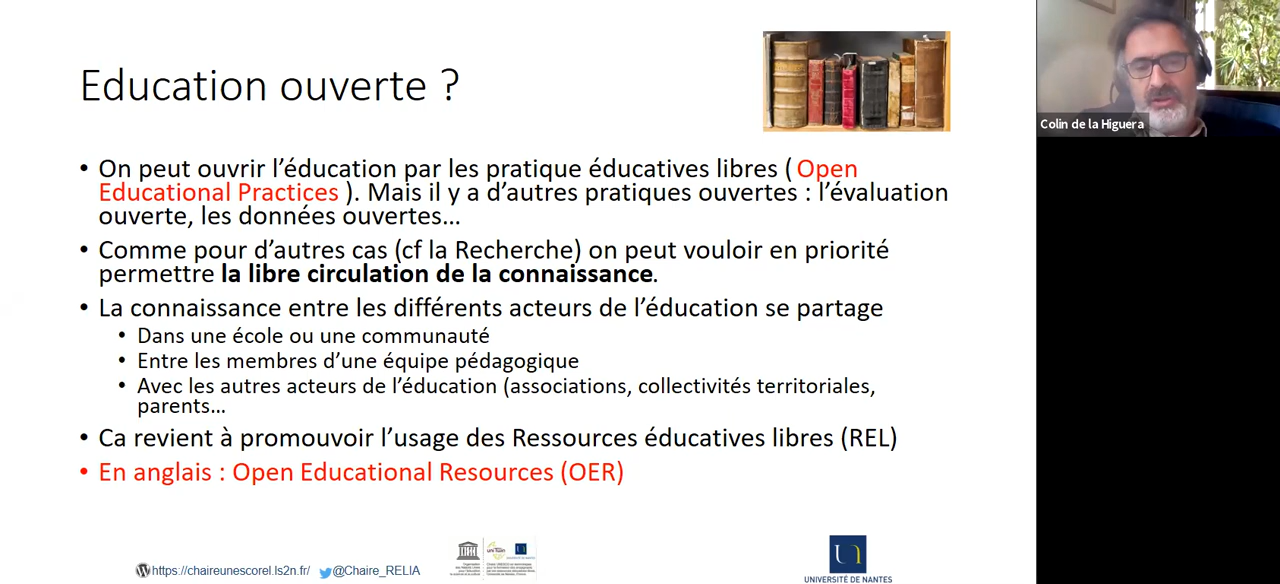 Education ouverte ?
Colin de la Higuera
• On peut ouvrir l’éducation par les pratique éducatives libres ( Open
Educational Practices ). Mais il y a d’autres pratiques ouvertes : l’évaluation
ouverte, les données ouvertes…
• Comme pour d’autres cas (cf la Recherche) on peut vouloir en priorité
permettre la libre circulation de la connaissance.
• La connaissance entre les différents acteurs de l’éducation se partage
• Dans une école ou une communauté
• Entre les membres d’une équipe pédagogique
• Avec les autres acteurs de l’éducation (associations, collectivités territoriales,
parents…
• Ca revient à promouvoir l’usage des Ressources éducatives libres (REL)
• En anglais : Open Educational Resources (OER)
https://chaireunescorel.ls2n.fr/ @Chaire_RELIA
UNIVERSITÉ DE NANTES